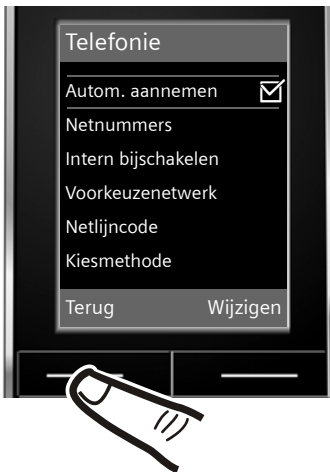 Telefonie
Autom. aannemen
Netnummers
Intern bijschakelen
Voorkeuzenetwerk
Netlijncode
Kiesmethode
Terug Wijzigen